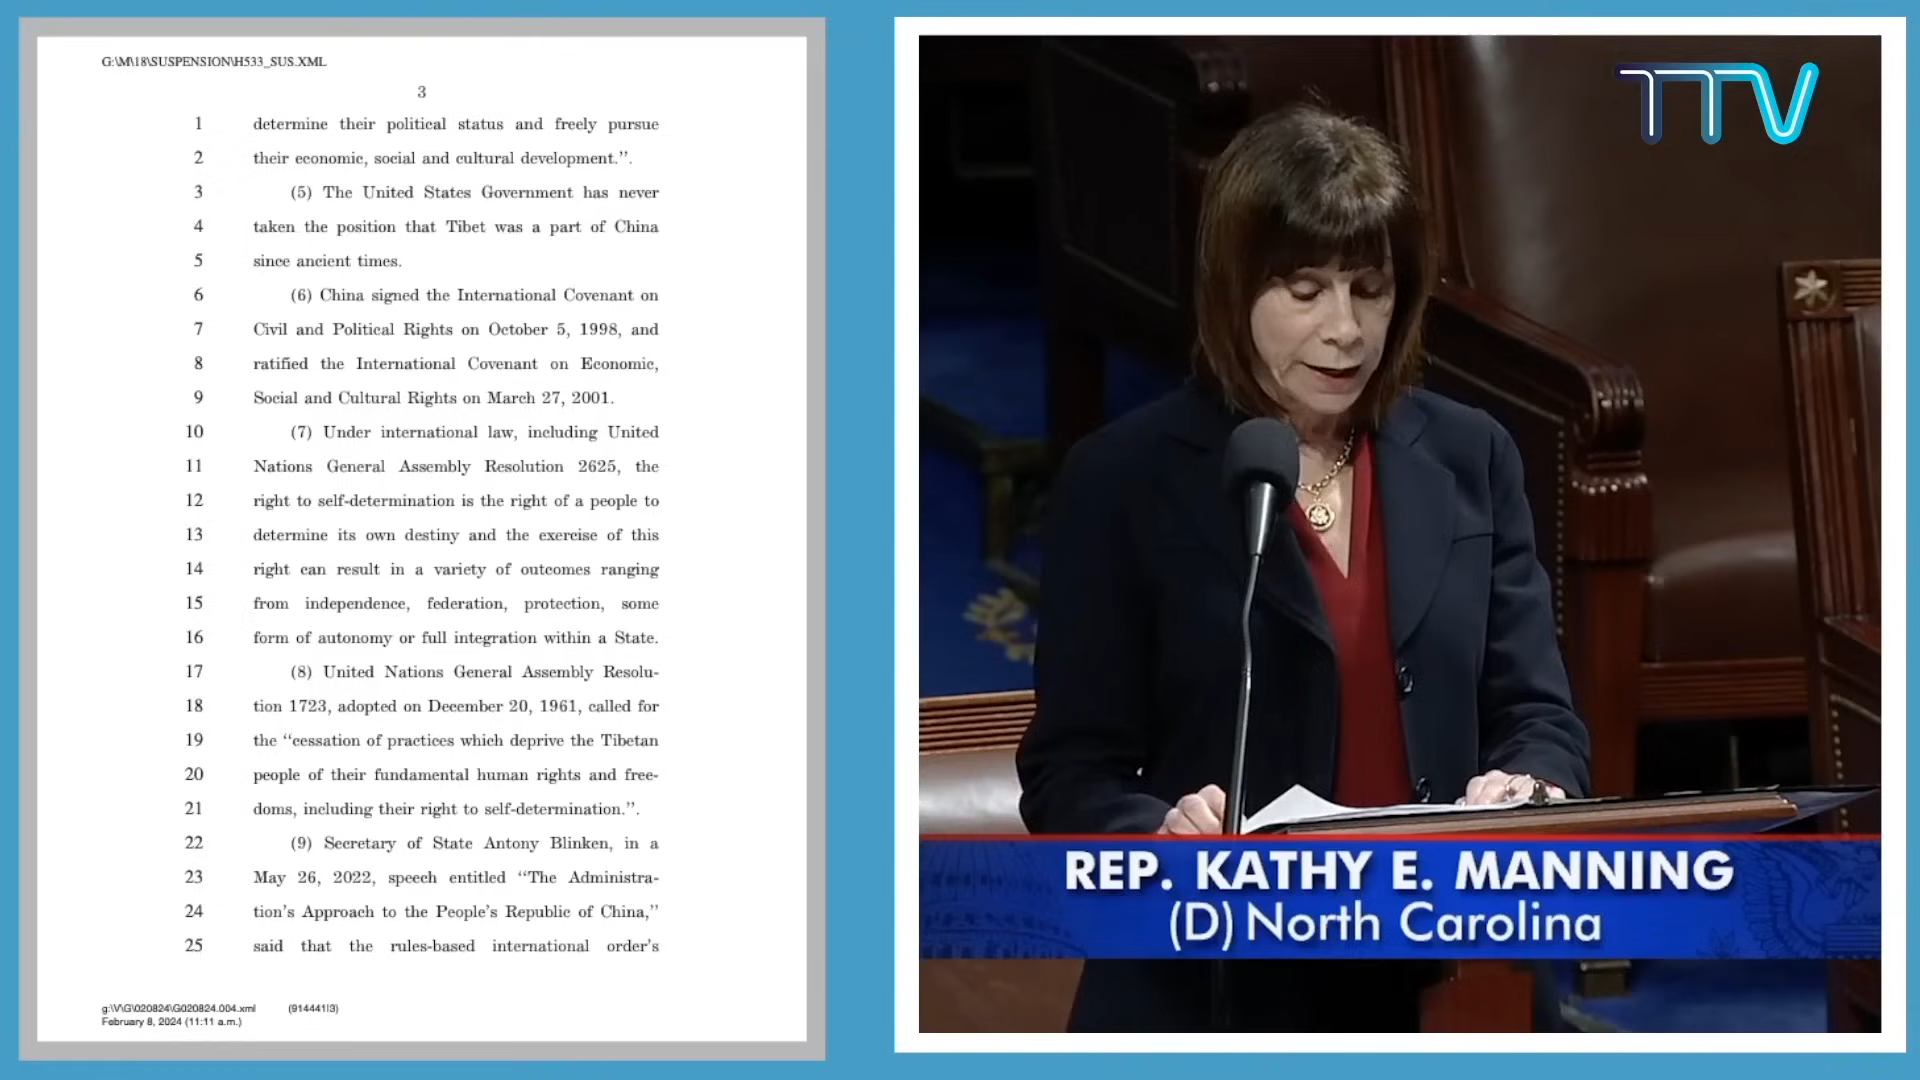 G:\M\18\SUSPENSION\H533_SUS.XML
3
1 determine their political status and freely pursue
2 their economic, social and cultural development.’’.
3 (5) The United States Government has never
4 taken the position that Tibet was a part of China
5 since ancient times.
6 (6) China signed the International Covenant on
7 Civil and Political Rights on October 5, 1998, and
8 ratified the International Covenant on Economic,
9 Social and Cultural Rights on March 27, 2001.
10 (7) Under international law, including United
11 Nations General Assembly Resolution 2625, the
12 right to self-determination is the right of a people to
13 determine its own destiny and the exercise of this
14 right can result in a variety of outcomes ranging
15 from independence, federation, protection, some
16 form of autonomy or full integration within a State.
17 (8) United Nations General Assembly Resolu-
18 tion 1723, adopted on December 20, 1961, called for
19 the ‘‘cessation of practices which deprive the Tibetan
20 people of their fundamental human rights and free-
21 doms, including their right to self-determination.’’.
22 (9) Secretary of State Antony Blinken, in a
23 May 26, 2022, speech entitled ‘‘The Administra-
24 tion’s Approach to the People’s Republic of China,’’
25 said that the rules-based international order’s
g:\V\G\020824\G020824.004.xml (914441|3)
February 8, 2024 (11:11 a.m.)
TTV
REP. KATHY E. MANNING
(D) North Carolina